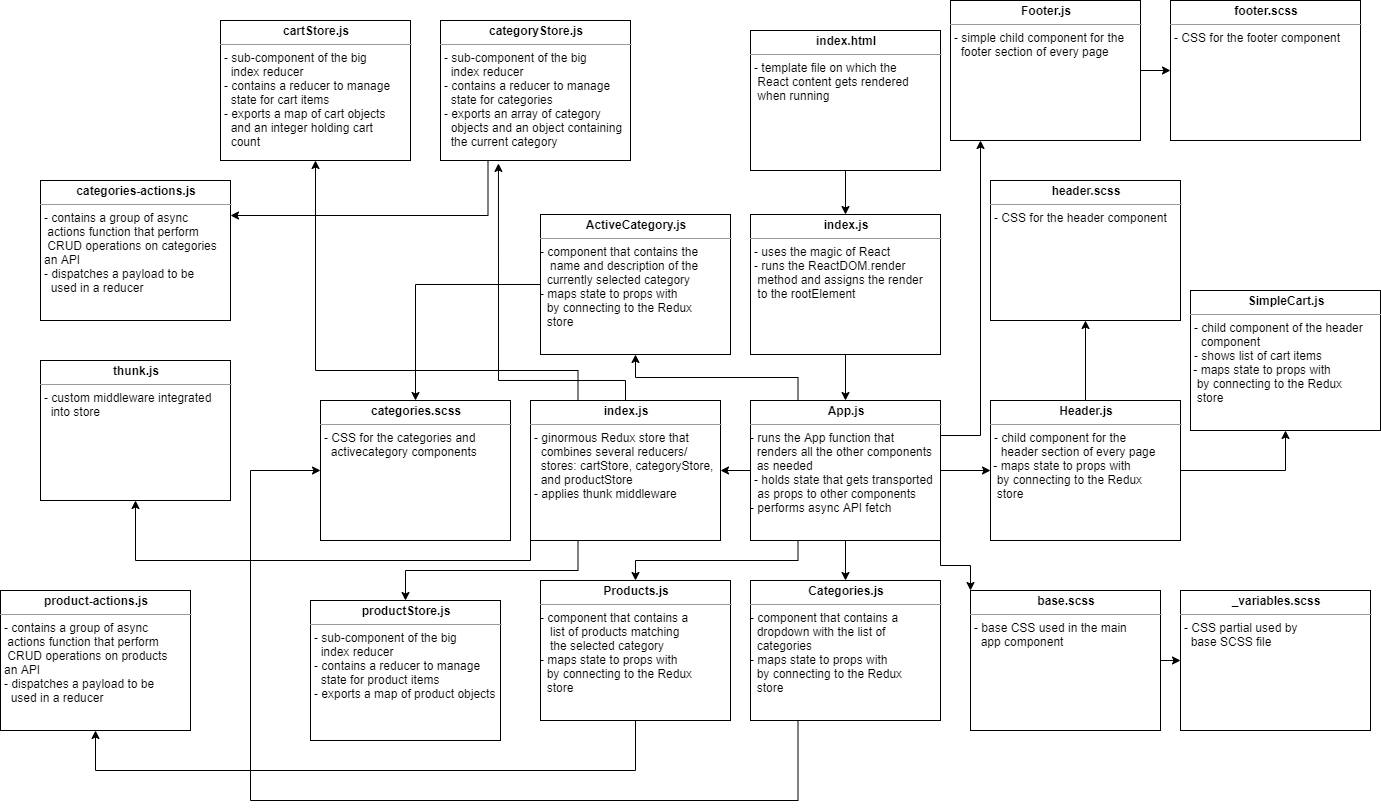 cartStore.js
- sub-component of the big
index reducer
- contains a reducer to manage
state for cart items
- exports a map of cart objects
and an integer holding cart
count
categoryStore.js
- sub-component of the big
index reducer
- contains a reducer to manage
state for categories
- exports an array of category
objects and an object containing
the current category
index.html
- template file on which the
React content gets rendered
when running
Footer.js
- simple child component for the
footer section of every page
footer.scss
- CSS for the footer component
categories-actions.js
- contains a group of async
actions function that perform
CRUD operations on categories
an API
- dispatches a payload to be
used in a reducer
ActiveCategory.js
- component that contains the
name and description of the
currently selected category
- maps state to props with
by connecting to the Redux
store
index.js
- uses the magic of React
- runs the ReactDOM.render
method and assigns the render
to the rootElement
header.scss
- CSS for the header component
SimpleCart.js
- child component of the header
component
- shows list of cart items
- maps state to props with
by connecting to the Redux
store
thunk.js
- custom middleware integrated
into store
categories.scss
- CSS for the categories and
activecategory components
index.js
- ginormous Redux store that
combines several reducers/
stores: cartStore, categoryStore,
and productStore
- applies thunk middleware
App.js
- runs the App function that
renders all the other components
as needed
- holds state that gets transported
as props to other components
- performs async API fetch
Header.js
- child component for the
header section of every page
- maps state to props with
by connecting to the Redux
store
product-actions.js
- contains a group of async
actions function that perform
CRUD operations on products
an API
- dispatches a payload to be
used in a reducer
productStore.js
- sub-component of the big
index reducer
- contains a reducer to manage
state for product items
- exports a map of product objects
Products.js
- component that contains a
list of products matching
the selected category
- maps state to props with
by connecting to the Redux
store
Categories.js
- component that contains a
dropdown with the list of
categories
- maps state to props with
by connecting to the Redux
store
base.scss
- base CSS used in the main
app component
_variables.scss
- CSS partial used by
base SCSS file